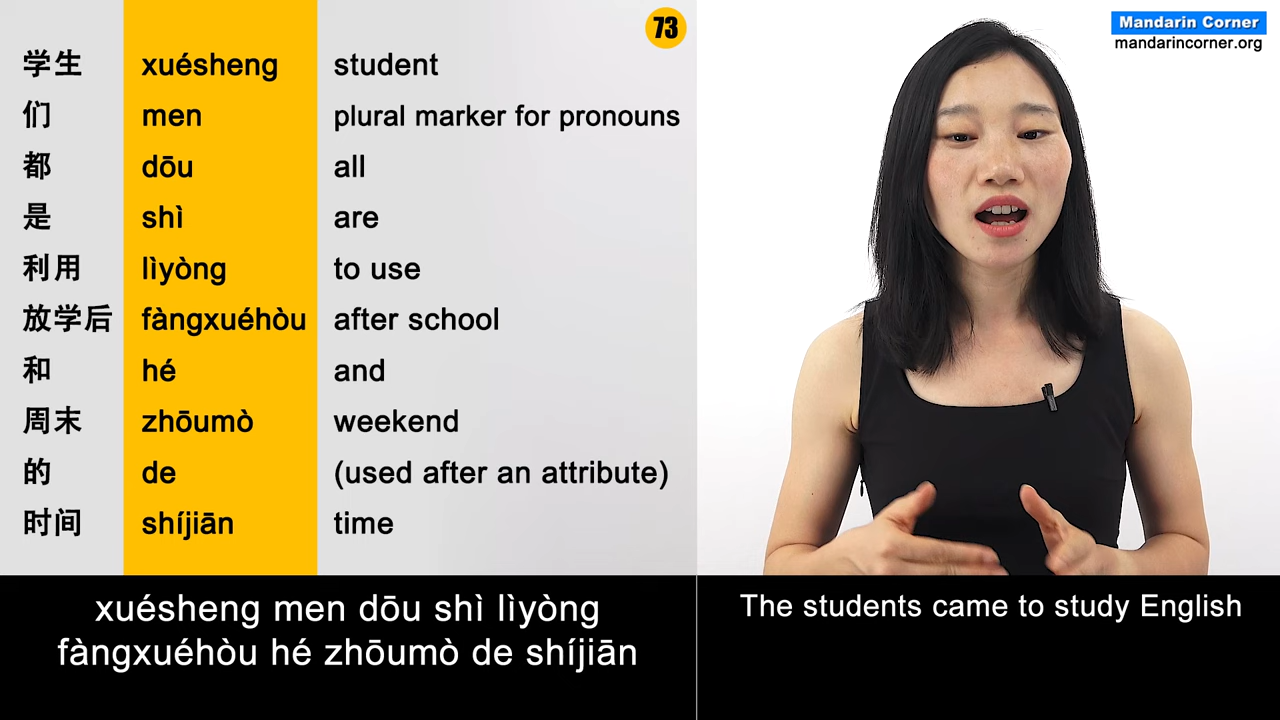 73
学生 xuésheng student
们 men plural marker for pronouns
都 dōu all
是 shì are
利用 lìyòng to use
放学后 fàngxuéhòu after school
和 hé and
周末 zhōumò weekend
的 de (used after an attribute)
时间 shíjiān time
xuésheng men dōu shì lìyòng
fàngxuéhòu hé zhōumò de shíjiān
Mandarin Corner
mandarincorner.org
The students came to study English